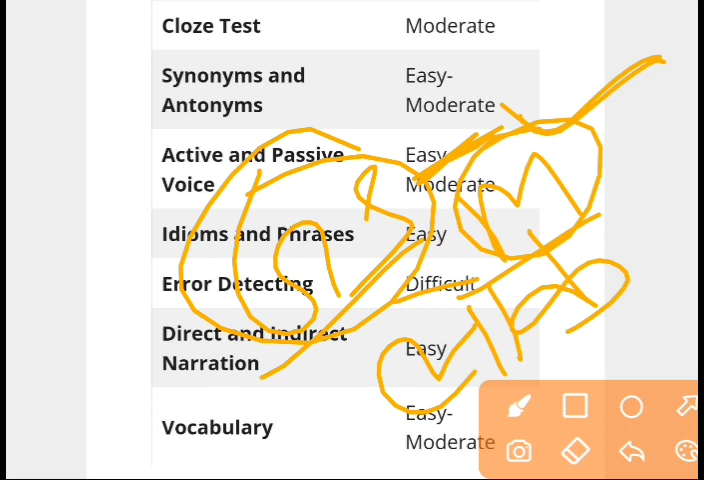 Cloze Test Moderate
Synonyms and Easy-
Antonyms Moderate
Active and Passive Easy-
Voice Moderate
Idioms and Phrases Easy
Error Detecting Difficult
Direct and Indirect
Narration Easy
Vocabulary Easy-
Moderate